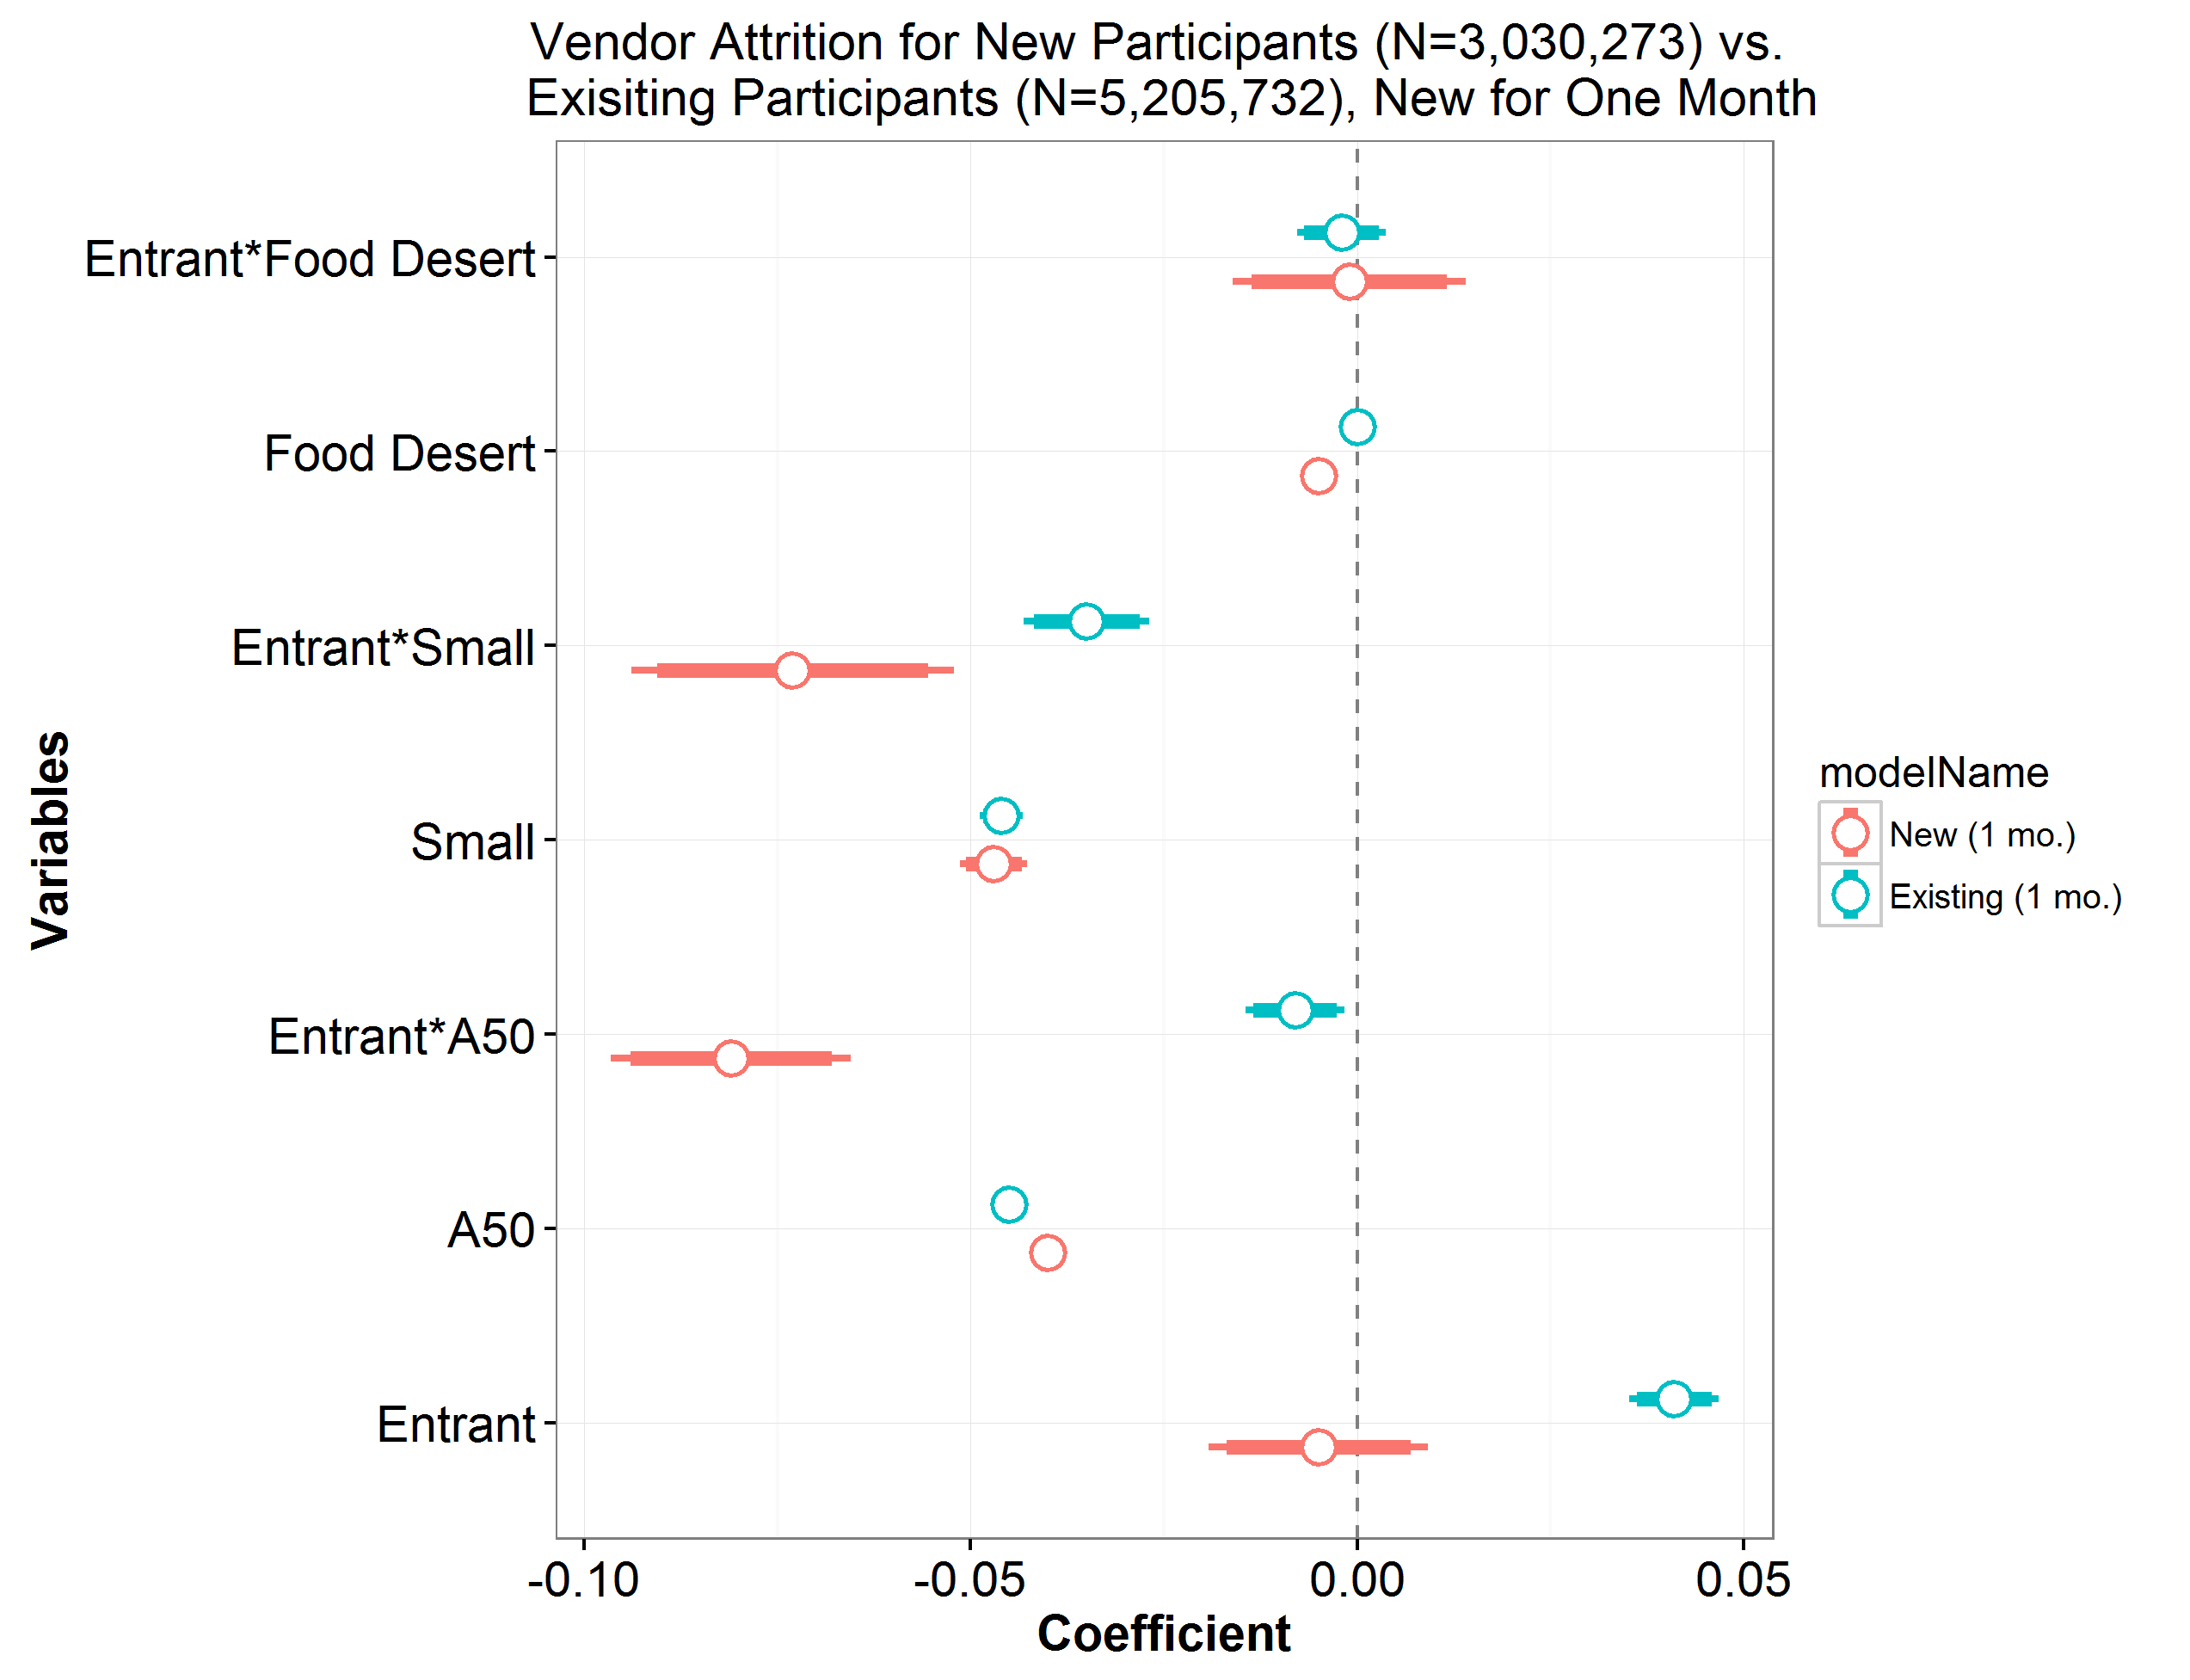 Vendor Attrition for New Participants (N=3,030,273) vs.
Exisiting Participants (N=5,205,732), New for One Month
Entrant*Food Desert
Food Desert
Entrant*Small
Small
Entrant*A50
A50
Entrant
Variables
-0.10
-0.05
0.00
0.05
Coefficient
modelName
New (1 mo.)
Existing (1 mo.)